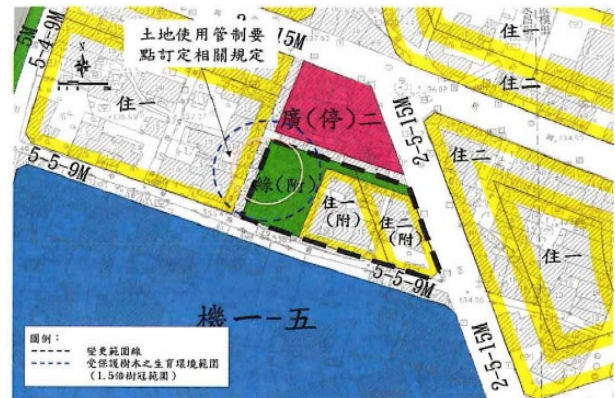 土地使用管制要
點訂定相關規定
5M
5-4-9M
15M
N
住一
住二
住二
廣(停)二
2-5-15M
住二
5-5-9M
綠(附)
住一
(附)
住二
(附)
住一
5-5-9M
機一-五
2-5-15M
圖例：
變更範圍線
受保護樹木之生育環境範圍
(1.5倍樹冠範圍)